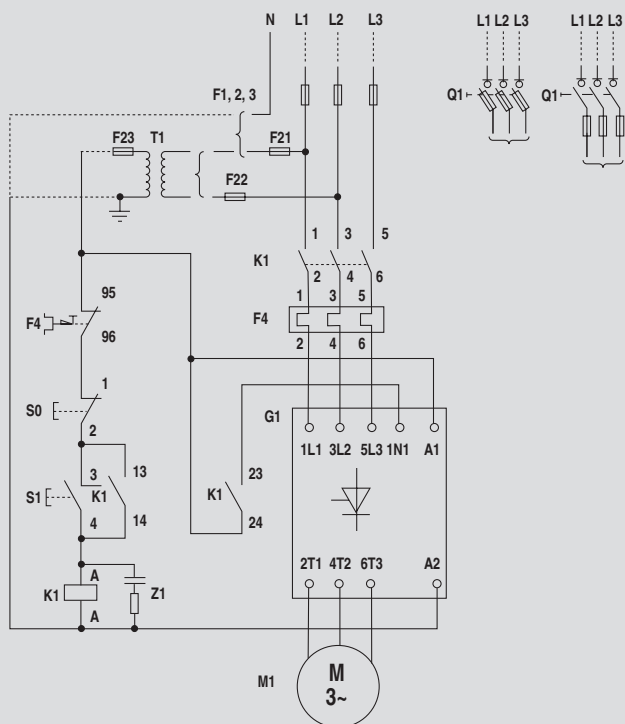 N L1 L2 L3
L1 L2 L3
L1 L2 L3
F1, 2, 3
Q1
Q1
F23
T1
F21
F22
1 3 5
K1
2 4 6
95
F4
96
1 3 5
F4
2 4 6
1
S0
2
G1
1L1 3L2 5L3 1N1 A1
3 13
S1 K1
4 14
23
K1
24
2T1 4T2 6T3 A2
A
K1
A
Z1
M1
M
3~